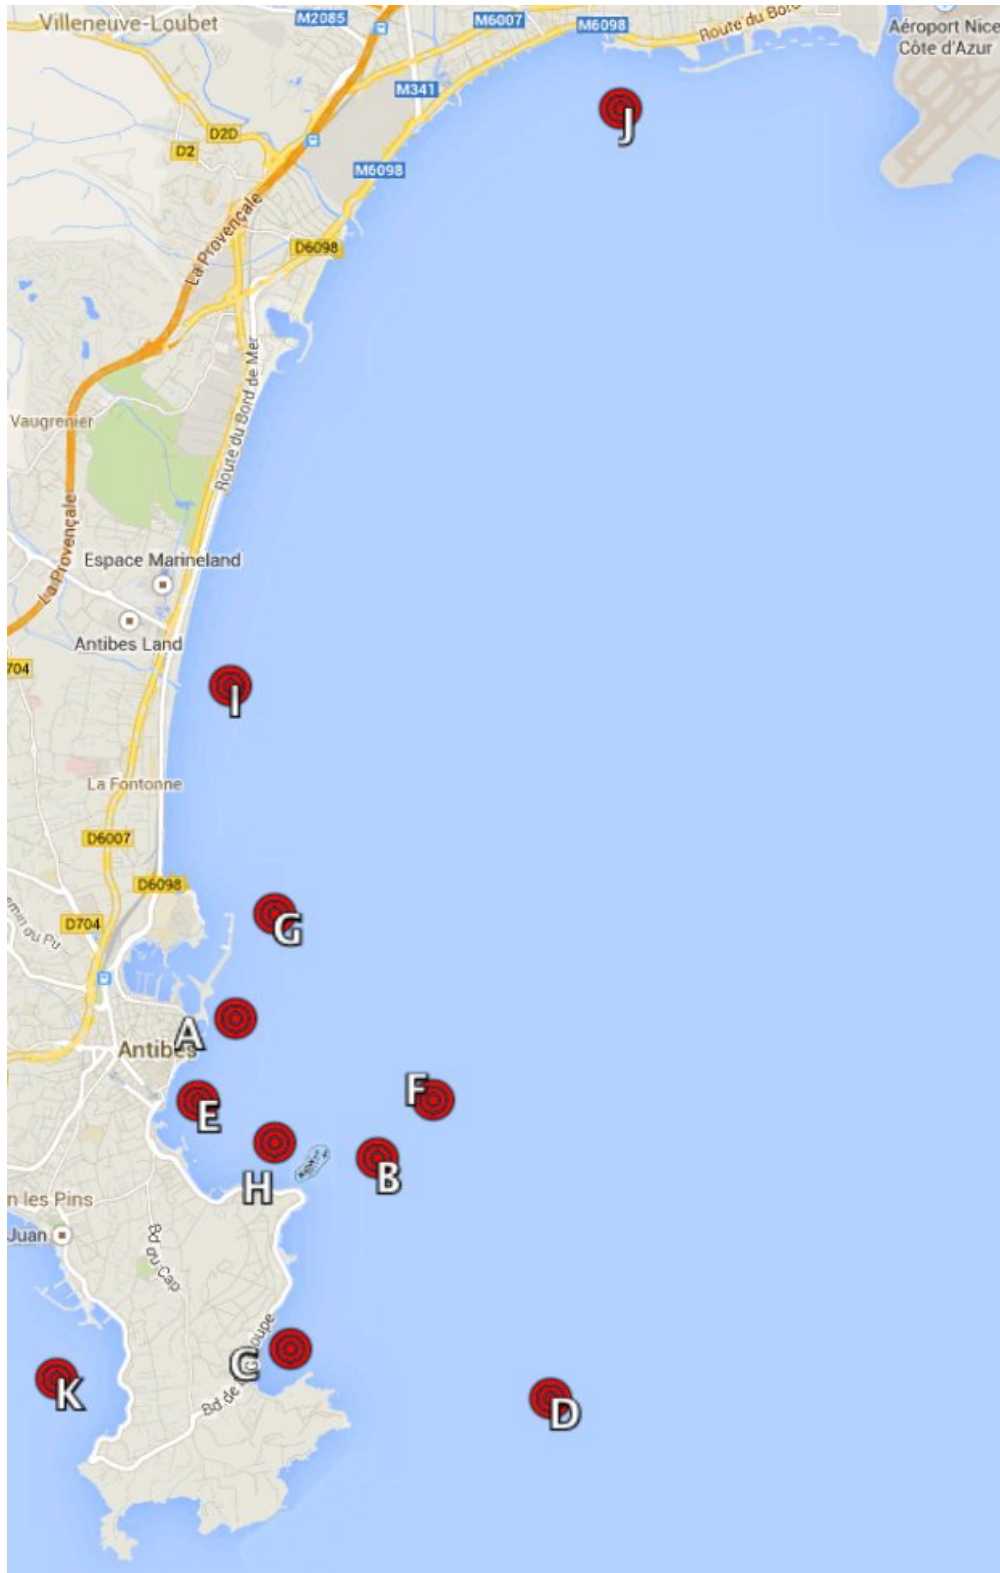 Villeneuve-Loubet
M2085
M6007
M6098
Route du Bord
Aéroport Nice
Côte d'Azur
M341
J
D2D
D2
M6098
La Provençale
D6098
Route du Bord de Mer
Vaugrenier
La Provençale
Espace Marineland
Antibes Land
704
I
La Fontonne
D6007
D6098
D704
G
A
Antibes
F
E
B
H
n les Pins
Juan
Bd du Cap
C
K
Bd de
oupe
D